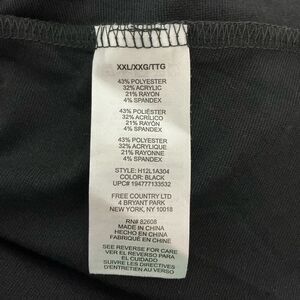 XXL/XXG/TTG
43% POLYESTER
32% ACRYLIC
21% RAYON
4% SPANDEX
43% POLIÉSTER
32% ACRÍLICO
21% RAYÓN
4% SPANDEX
43% POLYESTER
32% ACRYLIQUE
21% RAYONNE
4% SPANDEX
STYLE: H12L1A304
COLOR: BLACK
UPC# 194777133532
FREE COUNTRY LTD
4 BRYANT PARK
NEW YORK, NY 10018
RN# 82608
MADE IN CHINA
HECHO EN CHINA
FABRIQUÉ EN CHINE
SEE REVERSE FOR CARE
VER EL REVERSO PARA
EL CUIDADO
SUIVRE LES DIRECTIVES
D'ENTRETIEN AU VERSO